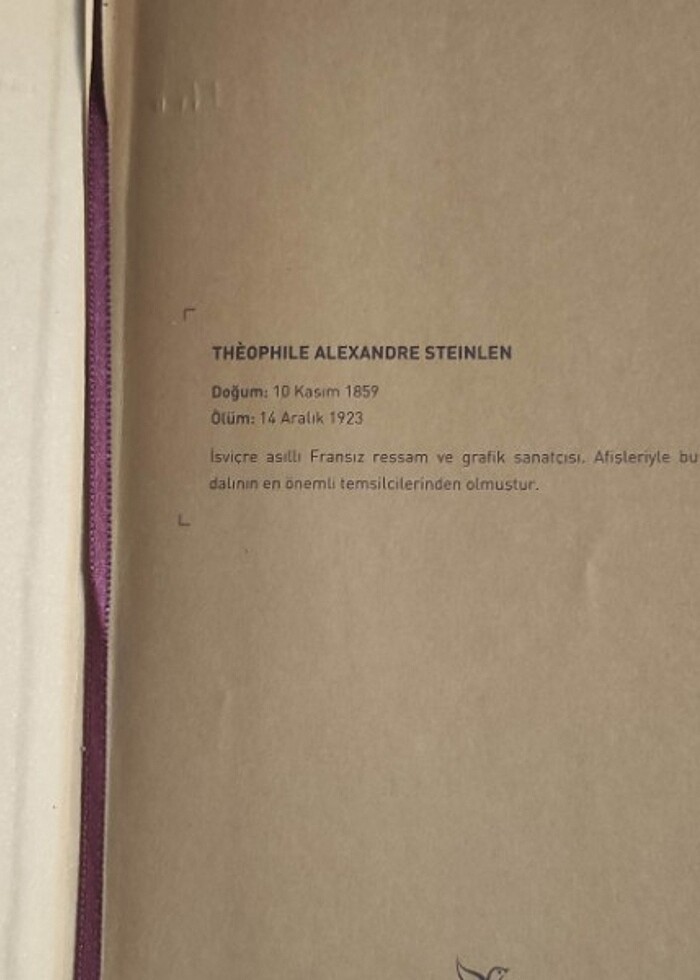 THÈOPHILE ALEXANDRE STEINLEN
Doğum: 10 Kasım 1859
Ölüm: 14 Aralık 1923
İsviçre asıllı Fransız ressam ve grafik sanatçısı. Afişleriyle bu
dalının en önemli temsilcilerinden olmuştur.